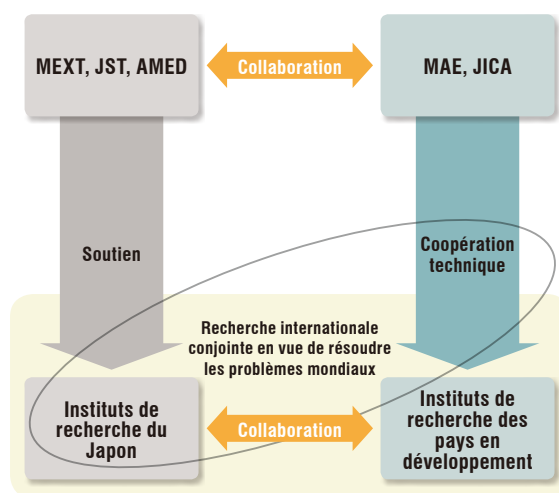 MEXT, JST, AMED
Collaboration
MAE, JICA
Soutien
Coopération
technique
Recherche internationale
conjointe en vue de résoudre
les problèmes mondiaux
Instituts de
recherche du
Japon
Collaboration
Instituts de
recherche des
pays en
développement